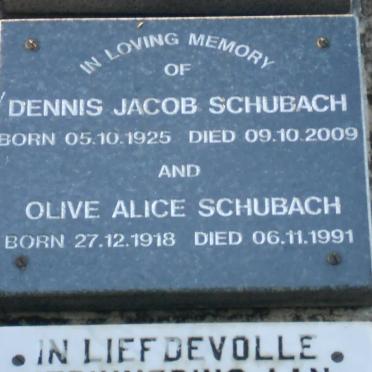 IN LOVING MEMORY
OF
DENNIS JACOB SCHUBACH
BORN 05.10.1925 DIED 09.10.2009
AND
OLIVE ALICE SCHUBACH
BORN 27.12.1918 DIED 06.11.1991
IN LIEFDEVOLLE